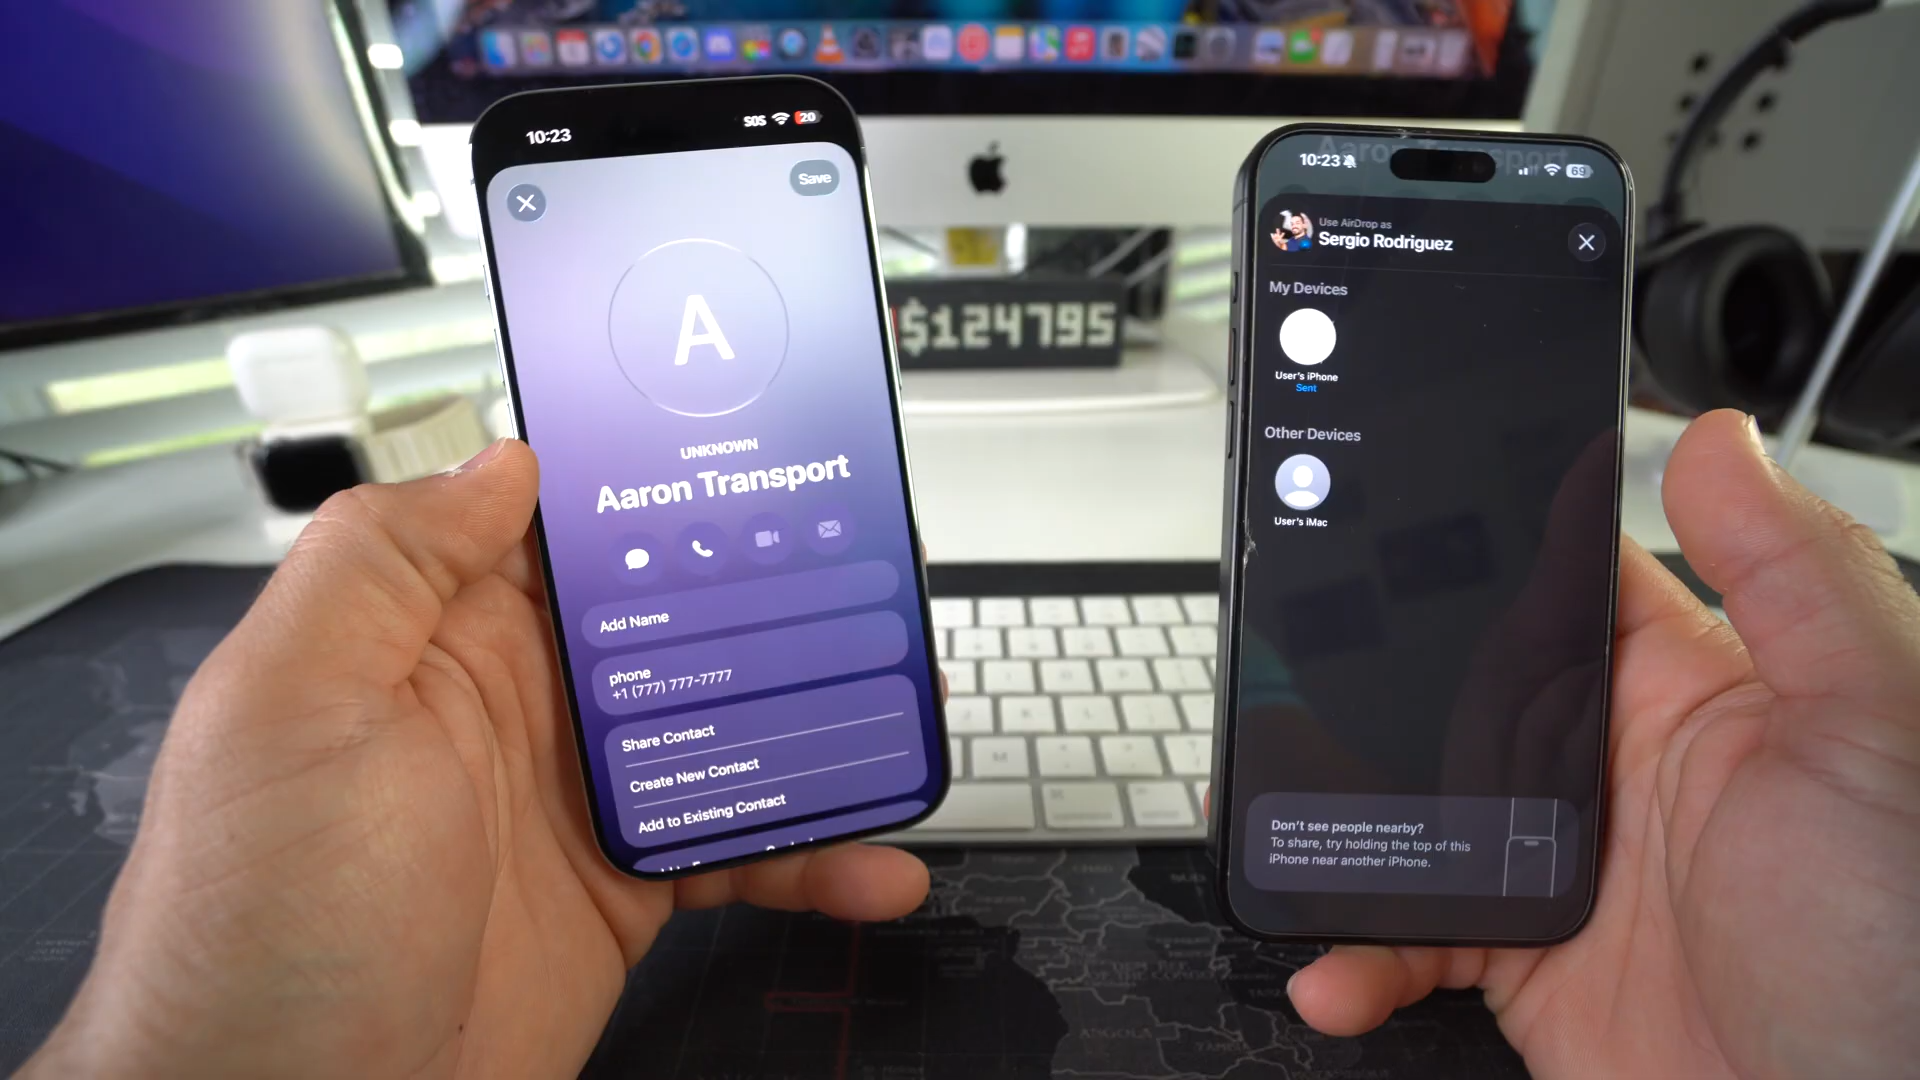 10:23
SOS
20
Save
A
UNKNOWN
Aaron Transport
Add Name
phone
+1 (777) 777-7777
Share Contact
Create New Contact
Add to Existing Contact
$124795
Aaron Transport
10:23
69
Use AirDrop as
Sergio Rodriguez
My Devices
User's iPhone
Sent
Other Devices
User's iMac
Don't see people nearby?
To share, try holding the top of this
iPhone near another iPhone.
ANGOLA